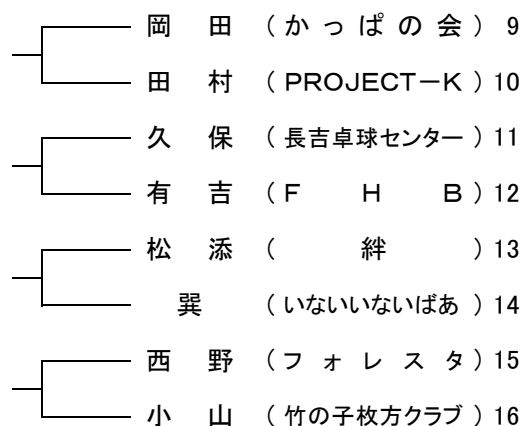 岡 田 (かっぱの会) 9
田 村 (PROJECT-K) 10
久 保 (長吉卓球センター) 11
有 吉 (F H B) 12
松 添 (絆) 13
巽 (いないいないばあ) 14
西 野 (フォレスタ) 15
小 山 (竹の子枚方クラブ) 16